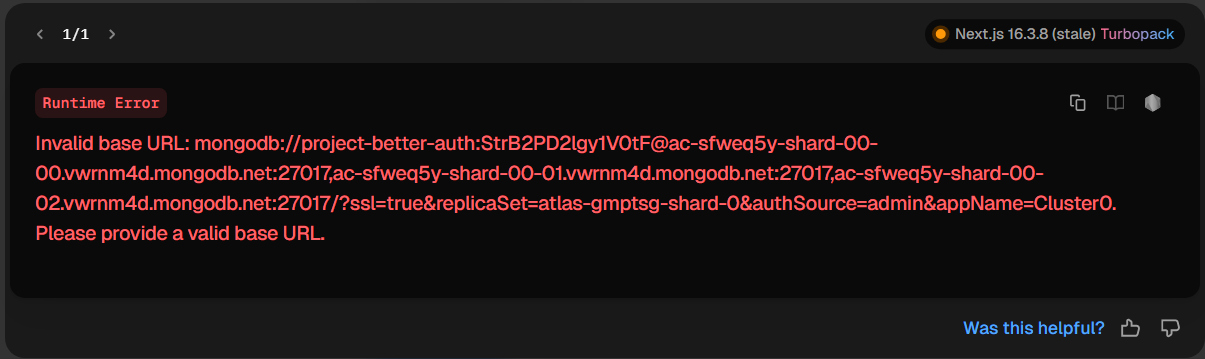 1/1
Next.js 16.3.8 (stale) Turbopack
Runtime Error
Invalid base URL: mongodb://project-better-auth:StrB2PD2lgy1V0tF@ac-sfweq5y-shard-00-
00.vwrnm4d.mongodb.net:27017,ac-sfweq5y-shard-00-01.vwrnm4d.mongodb.net:27017,ac-sfweq5y-shard-00-
02.vwrnm4d.mongodb.net:27017/?ssl=true&replicaSet=atlas-gmptsg-shard-0&authSource=admin&appName=Cluster0.
Please provide a valid base URL.
Was this helpful?